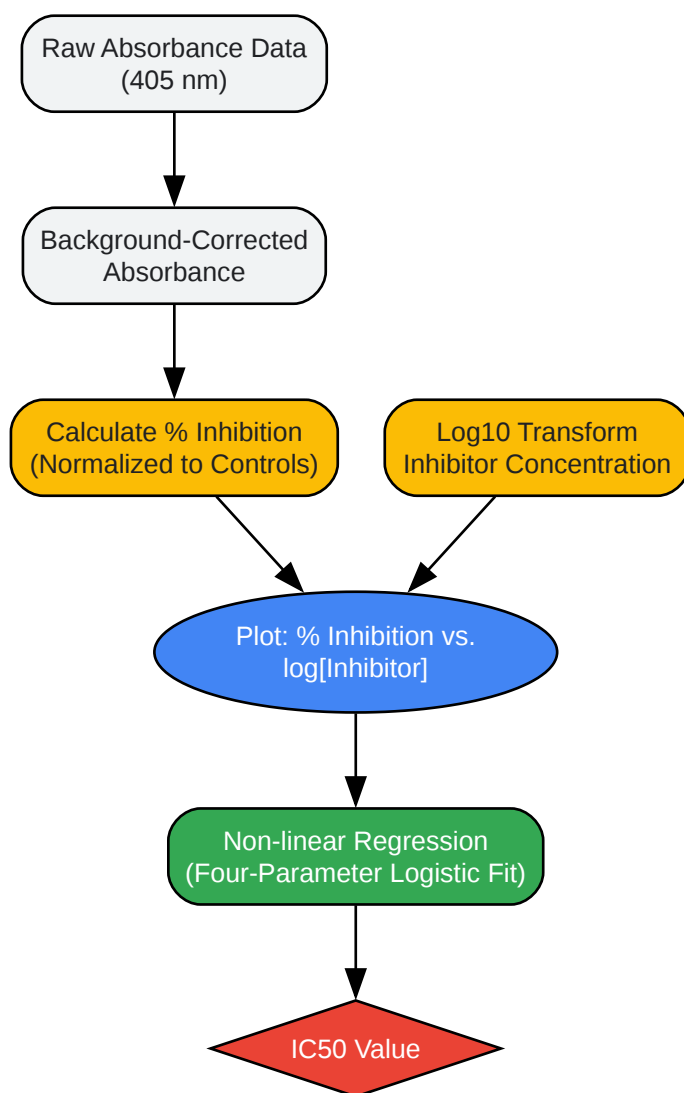 Raw Absorbance Data
(405 nm)
Background-Corrected
Absorbance
Calculate % Inhibition
(Normalized to Controls)
Log10 Transform
Inhibitor Concentration
Plot: % Inhibition vs.
log[Inhibitor]
Non-linear Regression
(Four-Parameter Logistic Fit)
IC50 Value